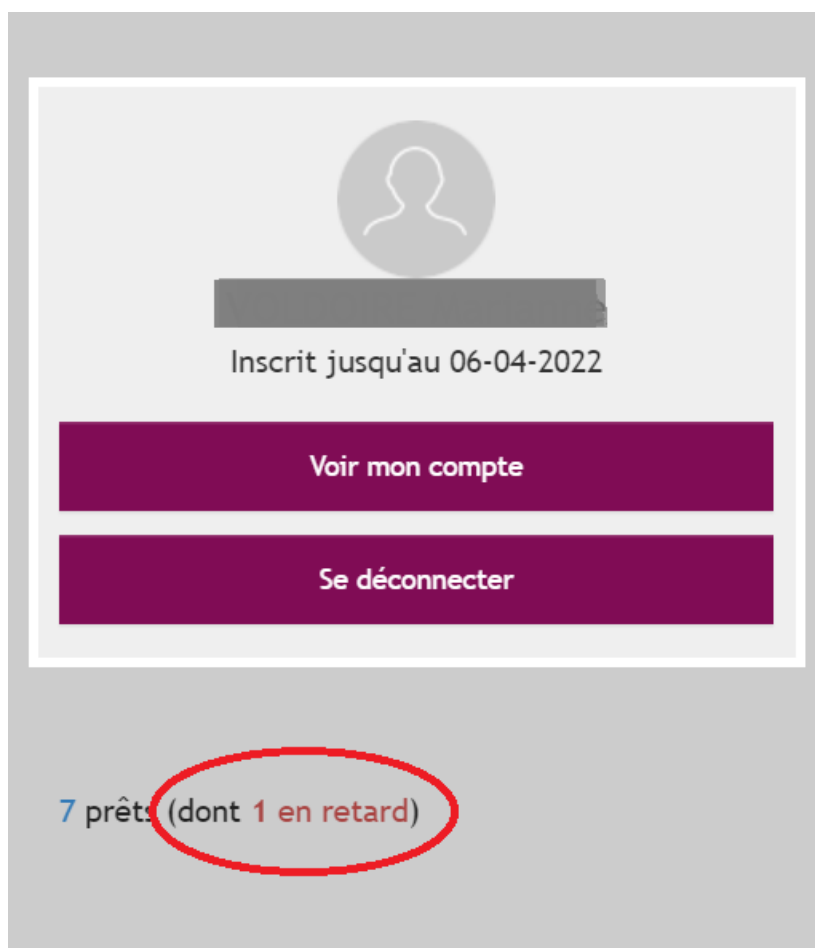 Inscrit jusqu'au 06-04-2022
Voir mon compte
Se déconnecter
7 prêts (dont 1 en retard)